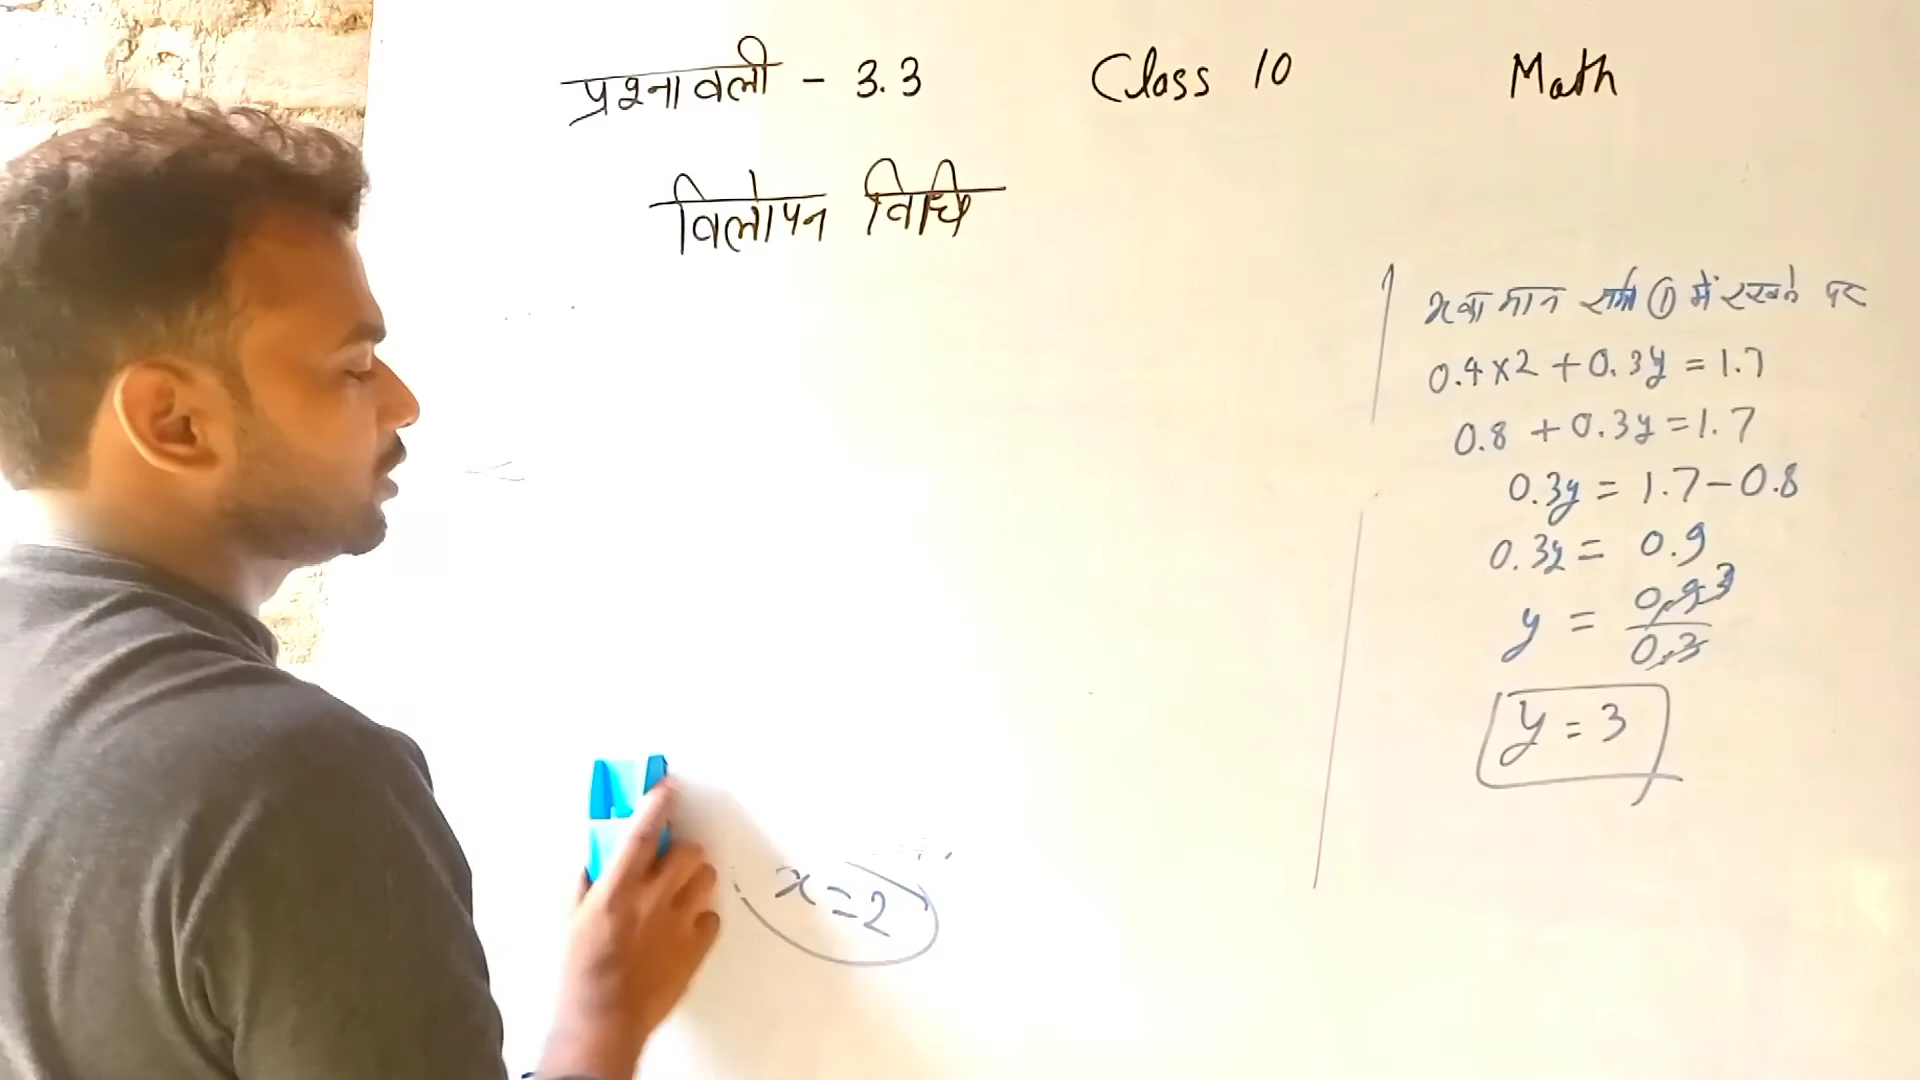 प्रश्नावली - 3.3 Class 10 Math
विलोपन विधि
x का मान समी ① में रखने पर
0.4x2 + 0.3y = 1.7
0.8 + 0.3y = 1.7
0.3y = 1.7 - 0.8
0.3y = 0.9
y = 0.9 3 / 0.3
y = 3
x = 2